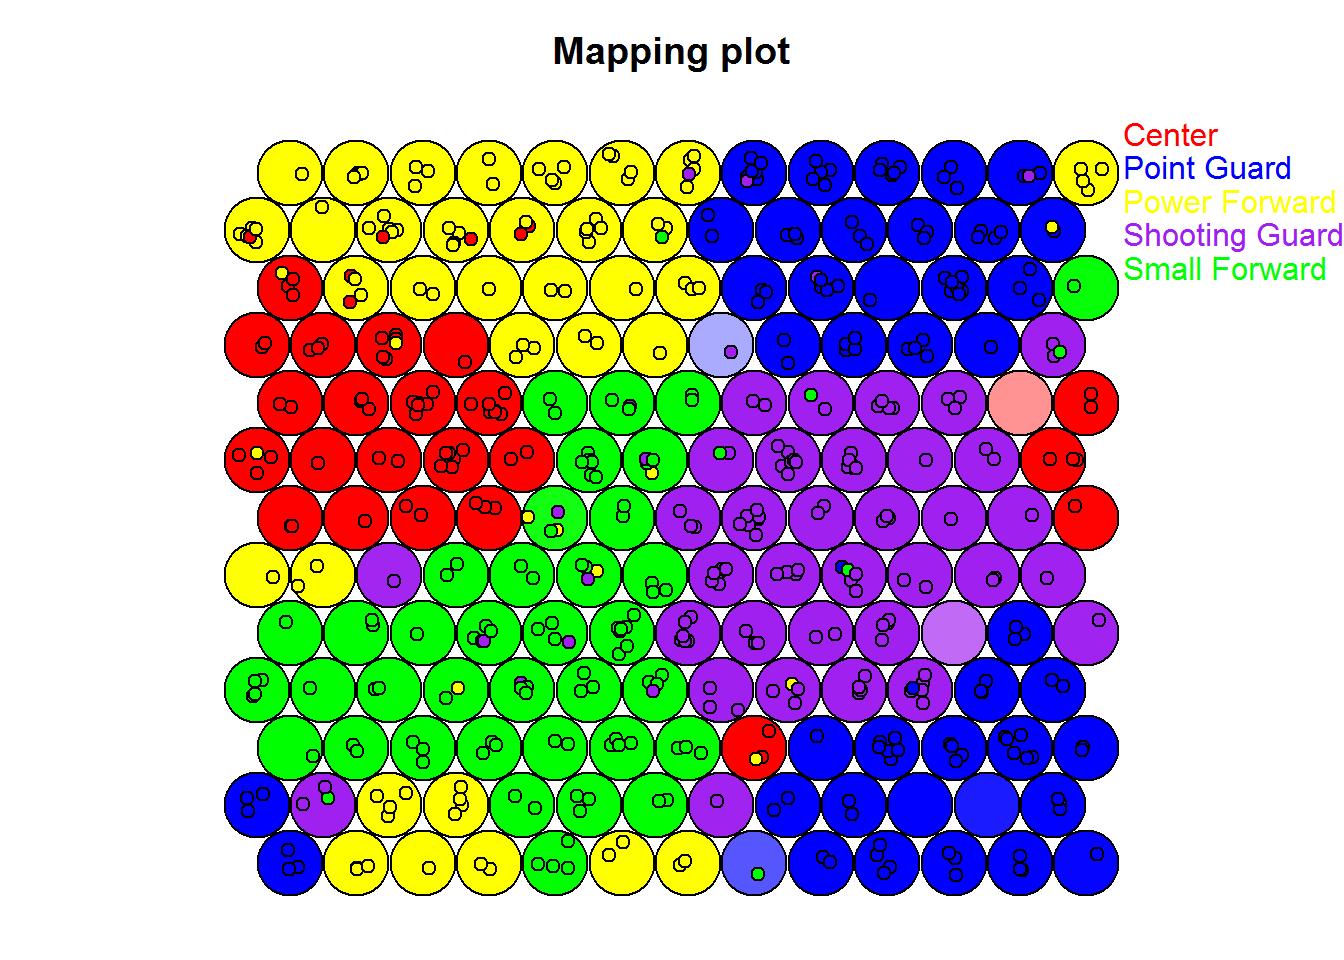 Mapping plot
Center
Point Guard
Power Forward
Shooting Guard
Small Forward